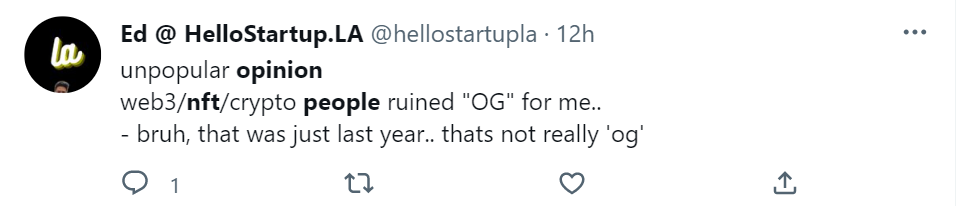 la
Ed @ HelloStartup.LA @hellostartupla · 12h
unpopular opinion
web3/nft/crypto people ruined "OG" for me..
- bruh, that was just last year.. thats not really 'og'
1